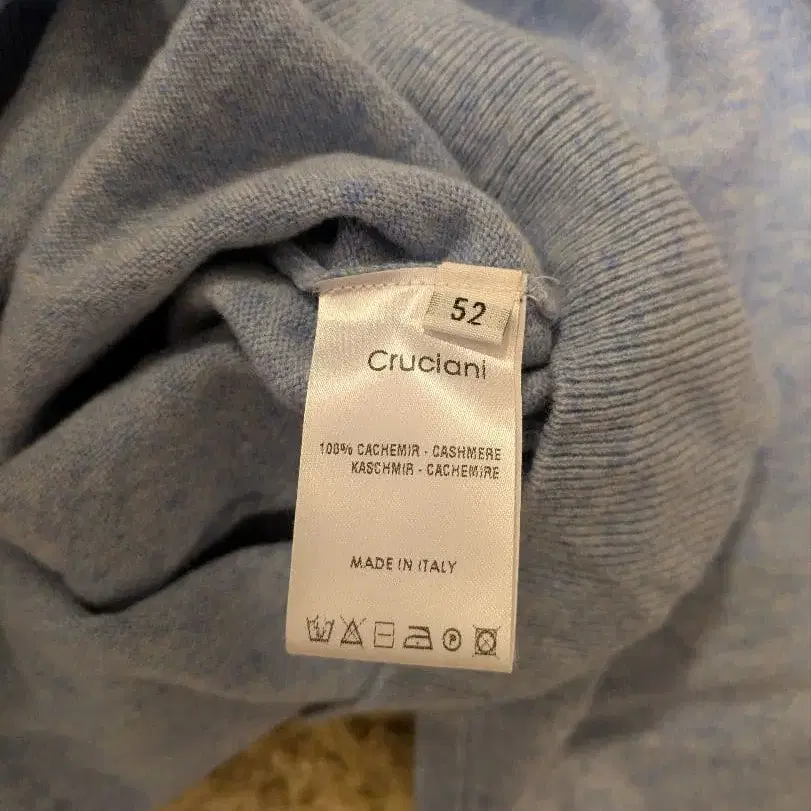 52
Cruciani
100% CACHEMIR - CASHMERE
KASCHMIR - CACHEMIRE
MADE IN ITALY
P